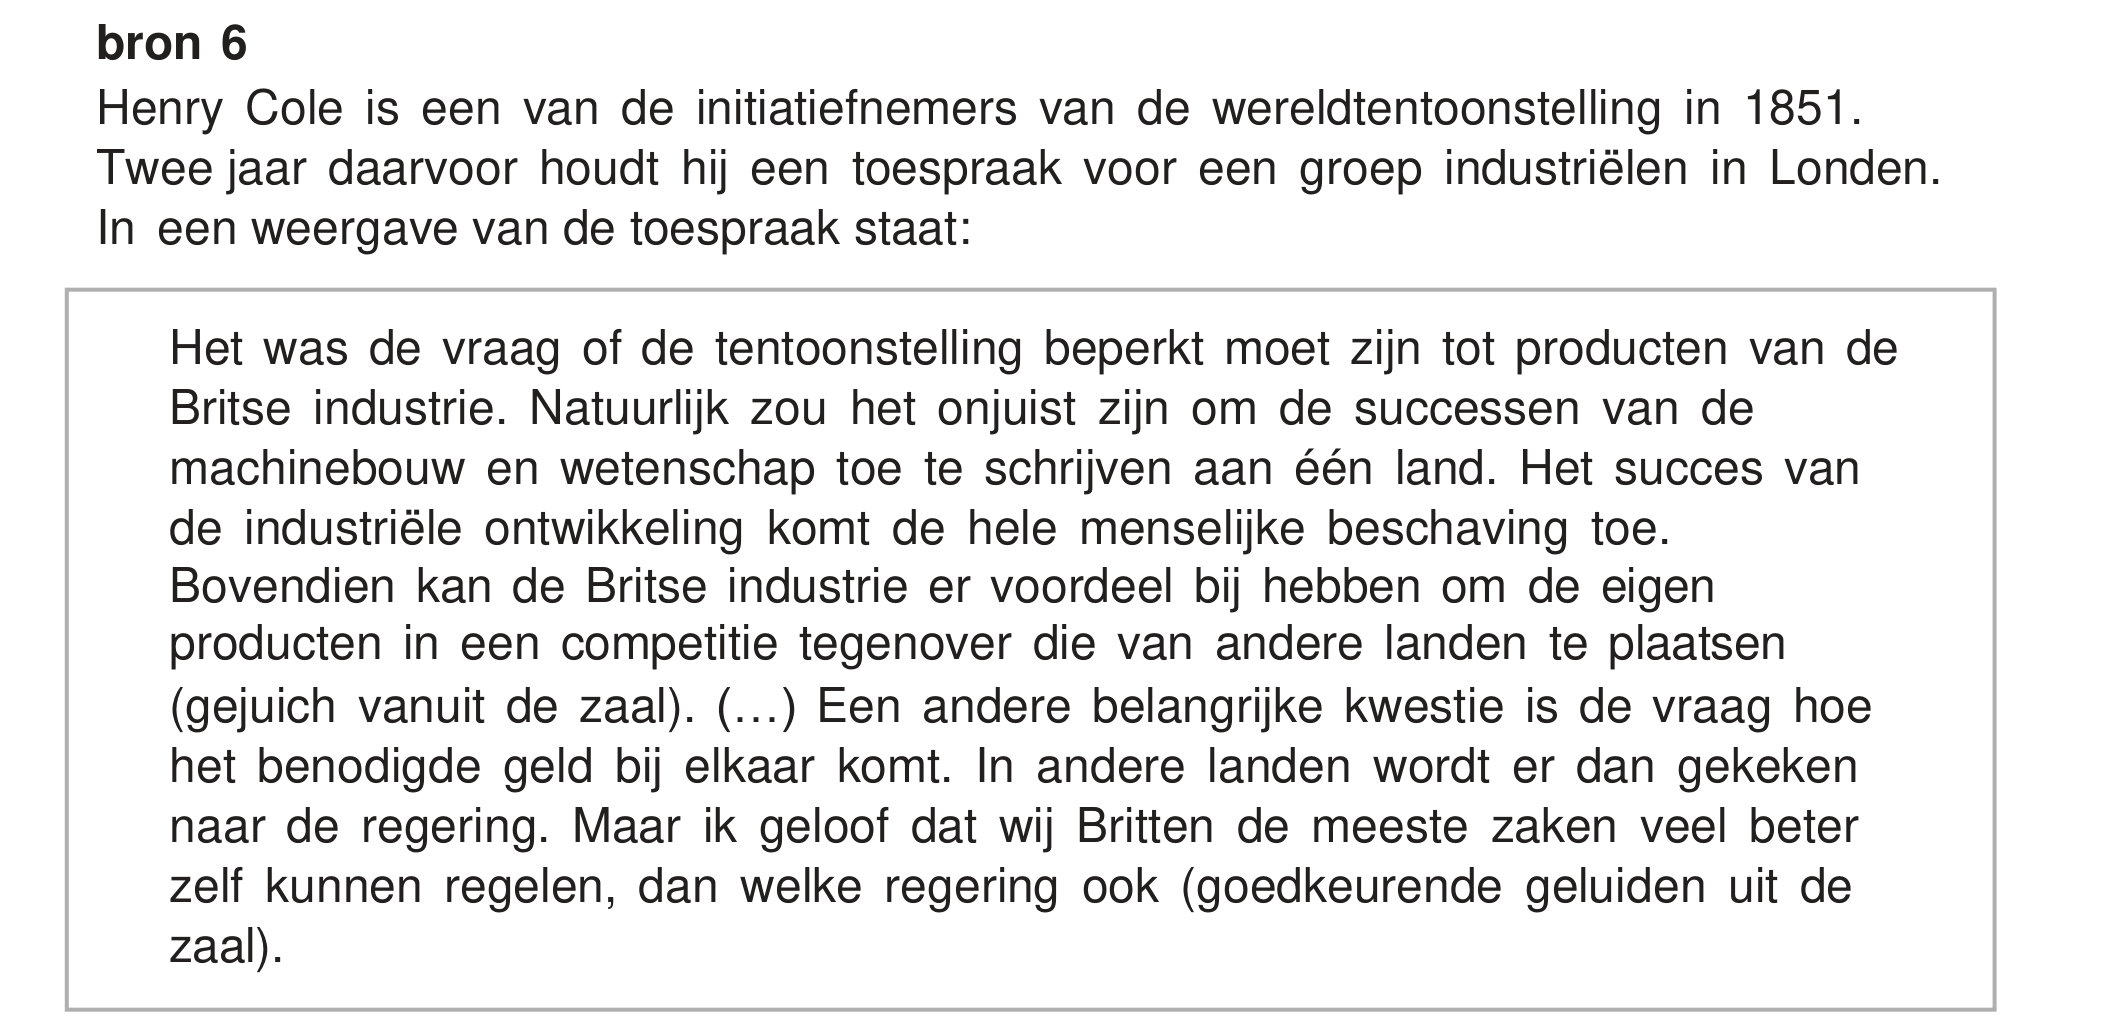 bron 6
Henry Cole is een van de initiatiefnemers van de wereldtentoonstelling in 1851.
Twee jaar daarvoor houdt hij een toespraak voor een groep industriëlen in Londen.
In een weergave van de toespraak staat:
Het was de vraag of de tentoonstelling beperkt moet zijn tot producten van de
Britse industrie. Natuurlijk zou het onjuist zijn om de successen van de
machinebouw en wetenschap toe te schrijven aan één land. Het succes van
de industriële ontwikkeling komt de hele menselijke beschaving toe.
Bovendien kan de Britse industrie er voordeel bij hebben om de eigen
producten in een competitie tegenover die van andere landen te plaatsen
(gejuich vanuit de zaal). (…) Een andere belangrijke kwestie is de vraag hoe
het benodigde geld bij elkaar komt. In andere landen wordt er dan gekeken
naar de regering. Maar ik geloof dat wij Britten de meeste zaken veel beter
zelf kunnen regelen, dan welke regering ook (goedkeurende geluiden uit de
zaal).